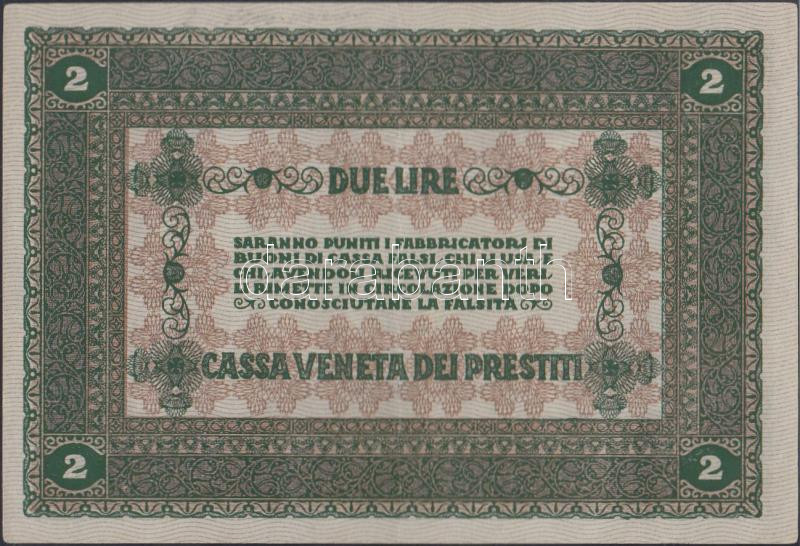 2 2
DUE LIRE
SARANNO PUNITI I FABBRICATORI DI
BUONI DI CASSA FALSI, CHI LI USI E
CHI, AVENDOLI RICEVUTI PER VERI,
LI RIMETTE IN CIRCOLAZIONE DOPO
CONOSCIUTANE LA FALSITÀ
darabanth
CASSA VENETA DEI PRESTITI
2 2